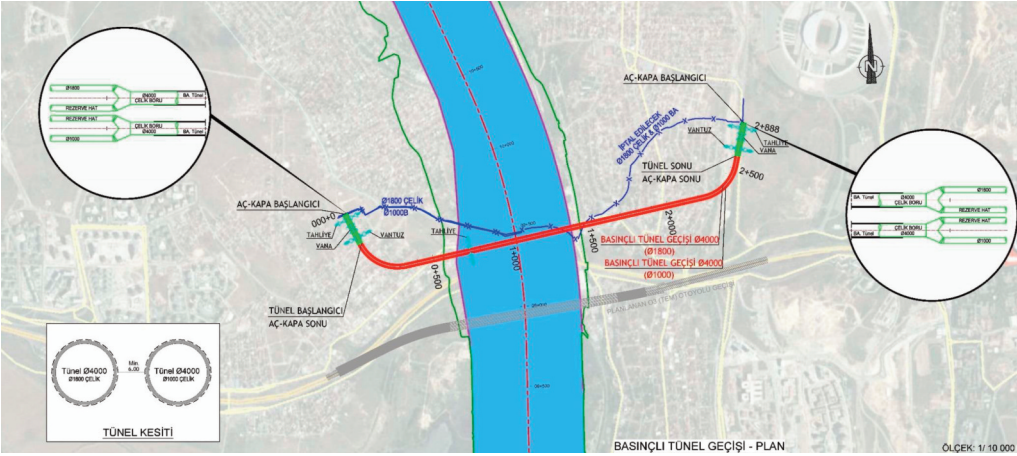 Ø1800
Ø4000
ÇELİK BORU
BA. Tünel
REZERVE HAT
REZERVE HAT
ÇELİK BORU
Ø4000
BA. Tünel
Ø1000
AÇ-KAPA BAŞLANGICI
000+0
TAHLİYE
VANA
VANTUZ
Ø1800 ÇELİK
Ø1000B
TAHLİYE
TÜNEL BAŞLANGICI
AÇ-KAPA SONU
0+500
1+000
1+500
2+000
2+500
2+688
İPTAL EDİLECEK
Ø1800 ÇELİK & Ø1000 BA
AÇ-KAPA BAŞLANGICI
VANTUZ
TAHLİYE
VANA
TÜNEL SONU
AÇ-KAPA SONU
BASINÇLI TÜNEL GEÇİŞİ Ø4000
(Ø1800)
BASINÇLI TÜNEL GEÇİŞİ Ø4000
(Ø1000)
N
BA. Tünel
Ø4000
ÇELİK BORU
Ø1800
REZERVE HAT
REZERVE HAT
BA. Tünel
ÇELİK BORU
Ø4000
Ø1000
Tünel Ø4000
Ø1800 ÇELİK
Min
6.00
Tünel Ø4000
Ø1000 ÇELİK
TÜNEL KESİTİ
BASINÇLI TÜNEL GEÇİŞİ - PLAN
ÖLÇEK: 1/ 10 000